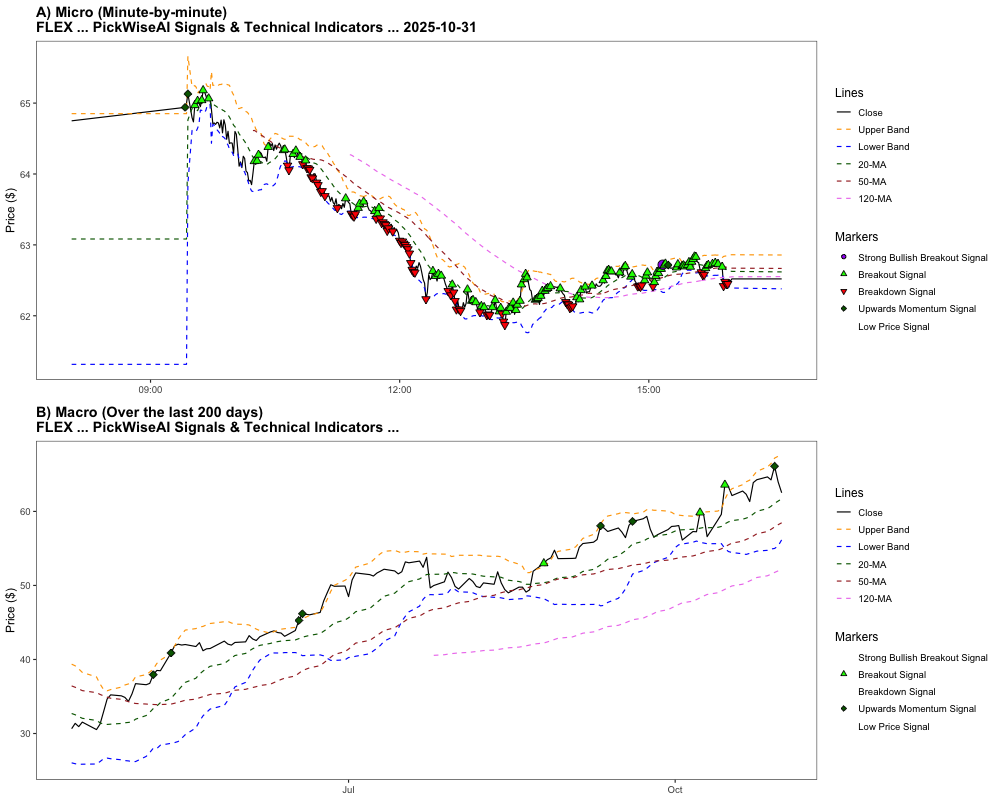 A) Micro (Minute-by-minute)
FLEX ... PickWiseAI Signals & Technical Indicators ... 2025-10-31
Price ($)
65
64
63
62
09:00
12:00
15:00
Lines
Close
Upper Band
Lower Band
20-MA
50-MA
120-MA
Markers
Strong Bullish Breakout Signal
Breakout Signal
Breakdown Signal
Upwards Momentum Signal
Low Price Signal
B) Macro (Over the last 200 days)
FLEX ... PickWiseAI Signals & Technical Indicators ...
Price ($)
60
50
40
30
Jul
Oct
Lines
Close
Upper Band
Lower Band
20-MA
50-MA
120-MA
Markers
Strong Bullish Breakout Signal
Breakout Signal
Breakdown Signal
Upwards Momentum Signal
Low Price Signal